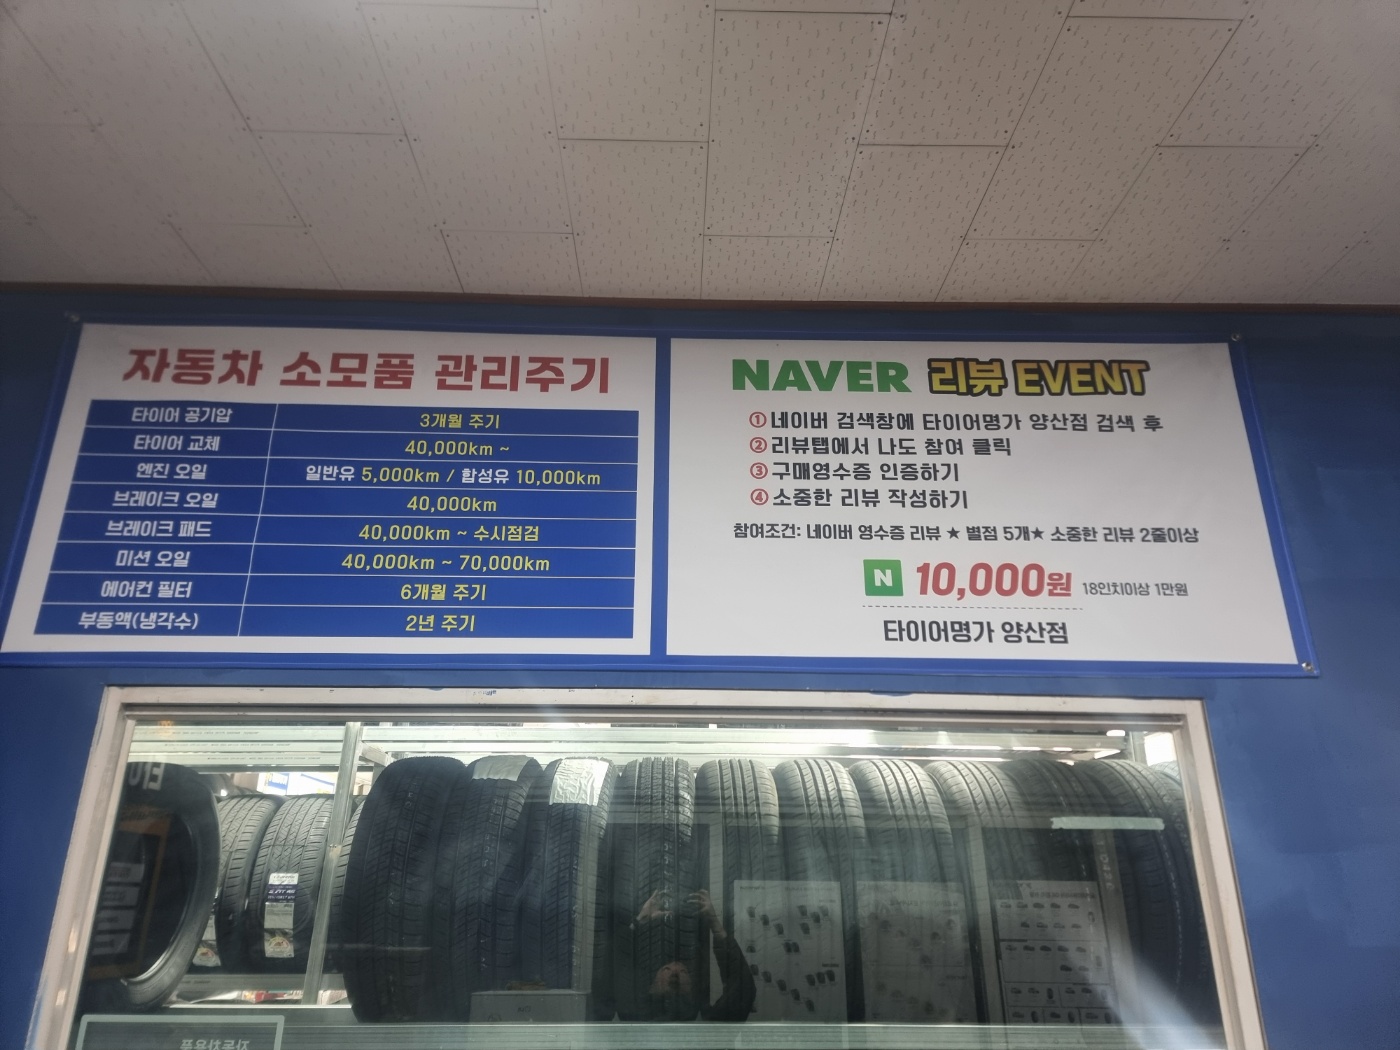 자동차 소모품 관리주기
타이어 공기압 3개월 주기
타이어 교체 40,000km ~
엔진 오일 일반유 5,000km / 합성유 10,000km
브레이크 오일 40,000km
브레이크 패드 40,000km ~ 수시점검
미션 오일 40,000km ~ 70,000km
에어컨 필터 6개월 주기
부동액(냉각수) 2년 주기
NAVER 리뷰 EVENT
① 네이버 검색창에 타이어명가 양산점 검색 후
② 리뷰탭에서 나도 참여 클릭
③ 구매영수증 인증하기
④ 소중한 리뷰 작성하기
참여조건: 네이버 영수증 리뷰 ★ 별점 5개★ 소중한 리뷰 2줄이상
N 10,000원 18인치이상 1만원
타이어명가 양산점